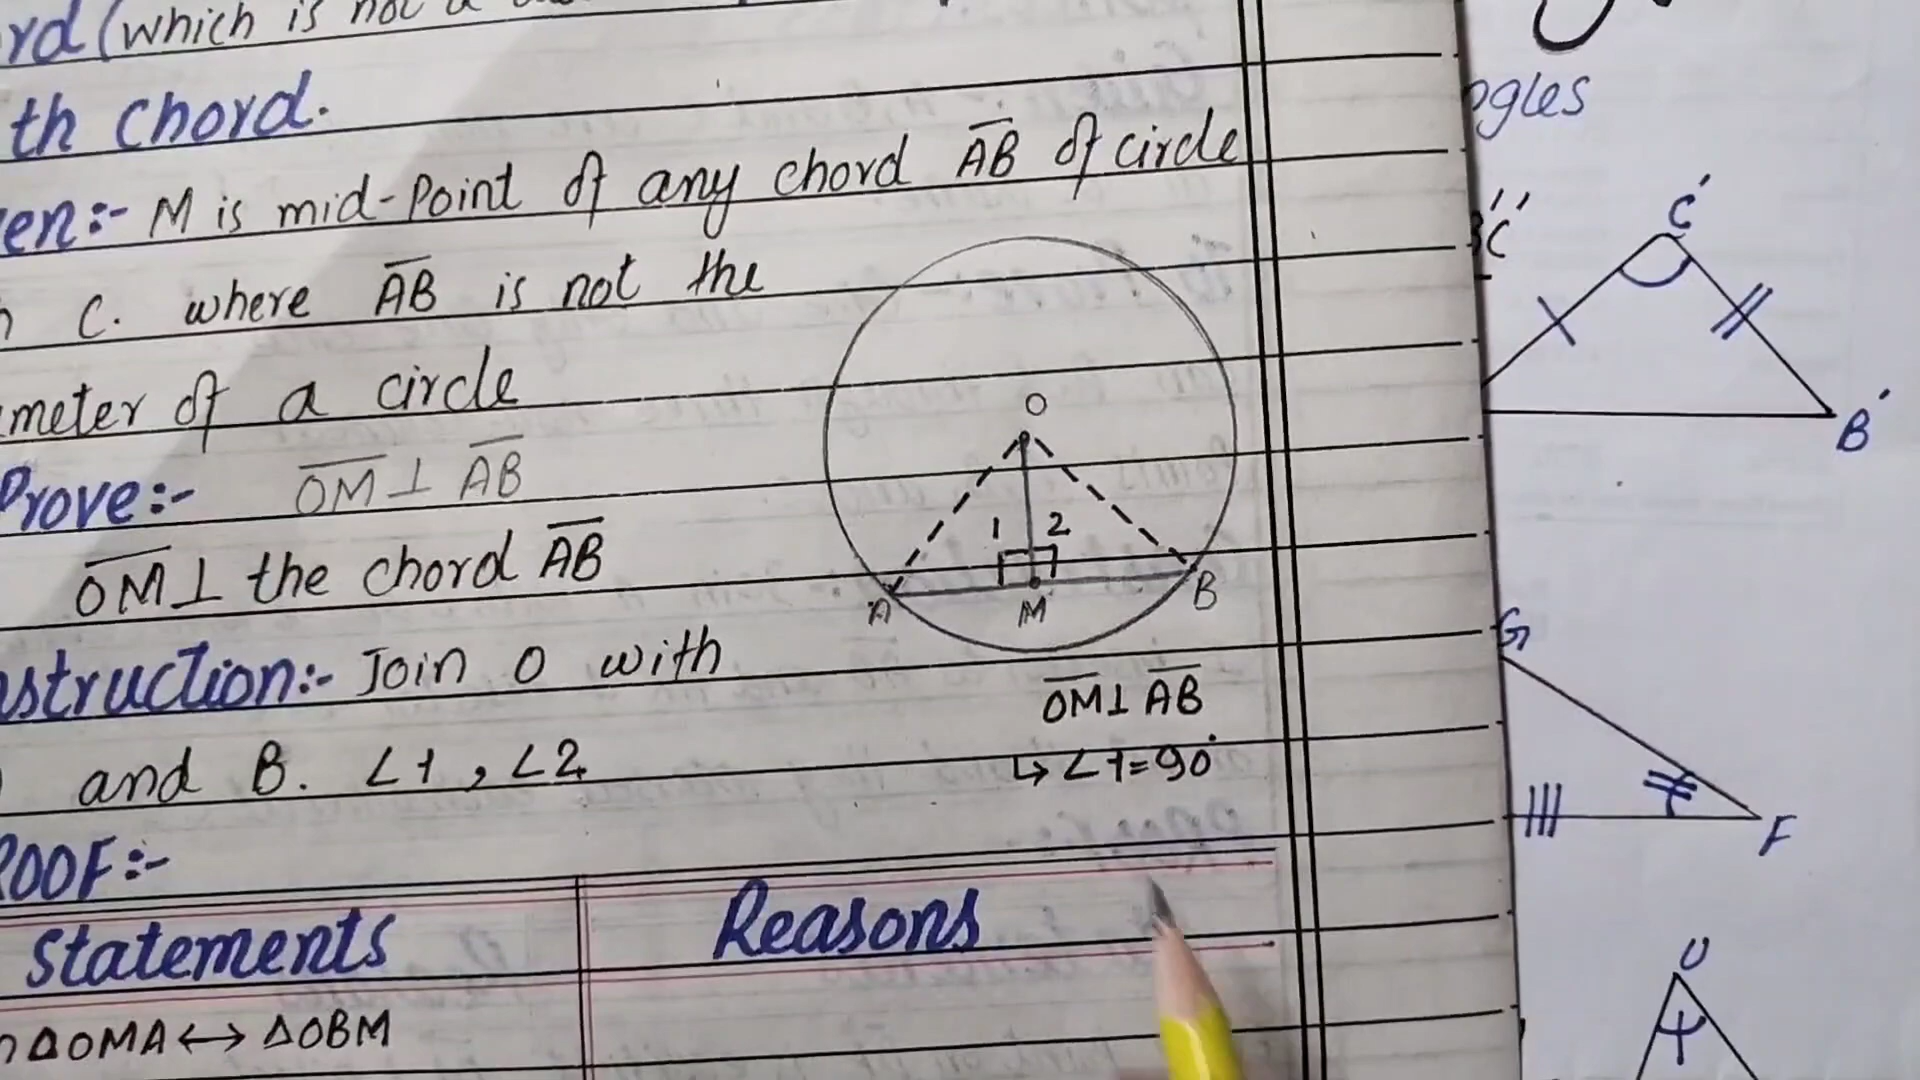 rd (which is not a
th chord.
en:- M is mid-Point of any chord AB of circle
C. where AB is not the
meter of a circle
Prove:- OM ⊥ AB
OM ⊥ the chord AB
struction:- Join O with
and B. ∠1, ∠2
OOF:-
Statements
Reasons
ΔOMA ↔ ΔOBM
O
1 2
A M B
OM ⊥ AB
↳ ∠1 = 90°
gles
C'
B'
G
F
U